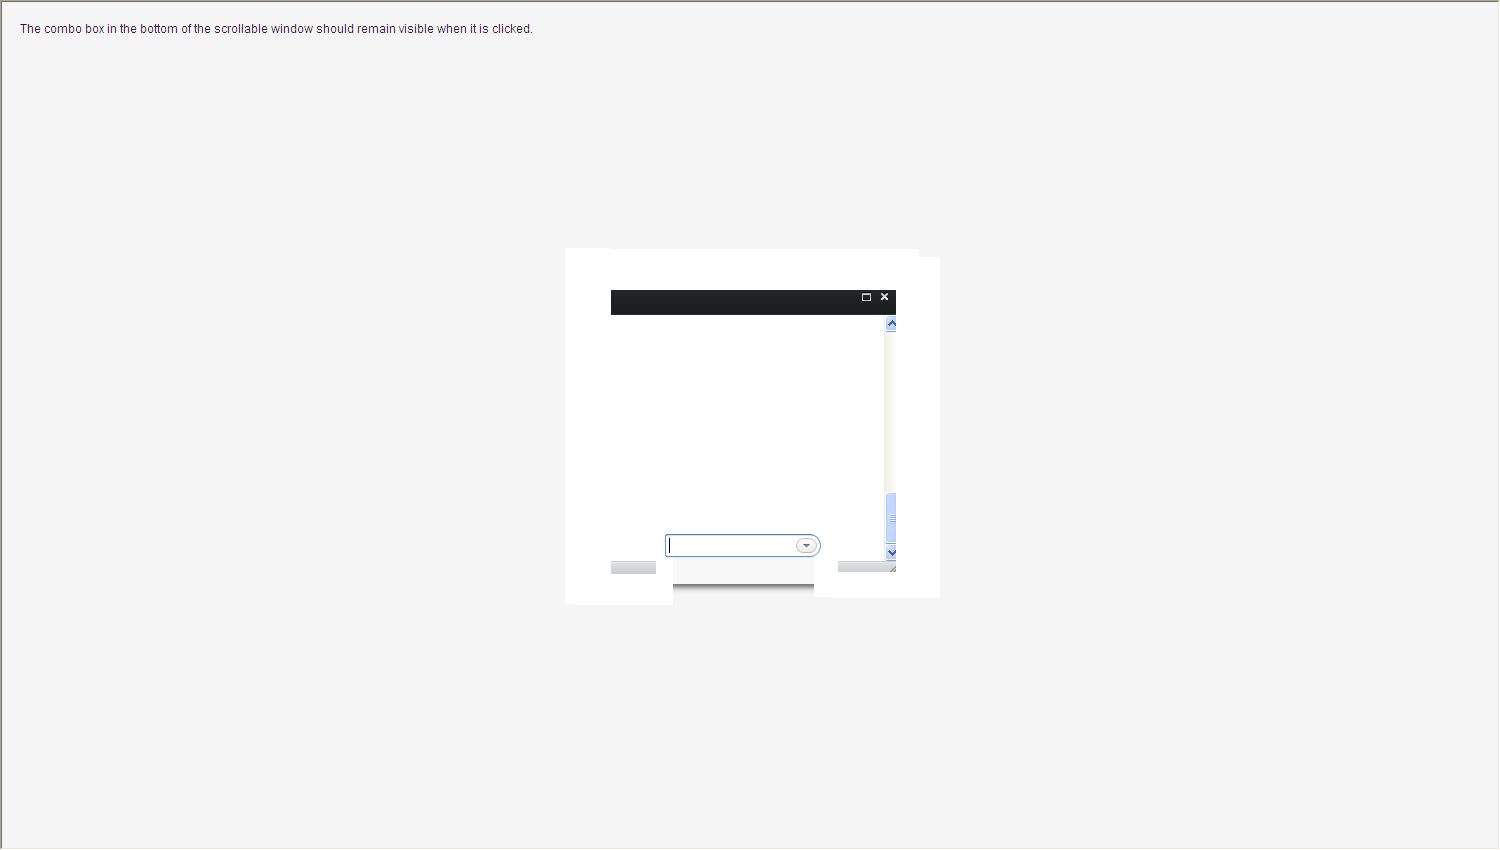 The combo box in the bottom of the scrollable window should remain visible when it is clicked.